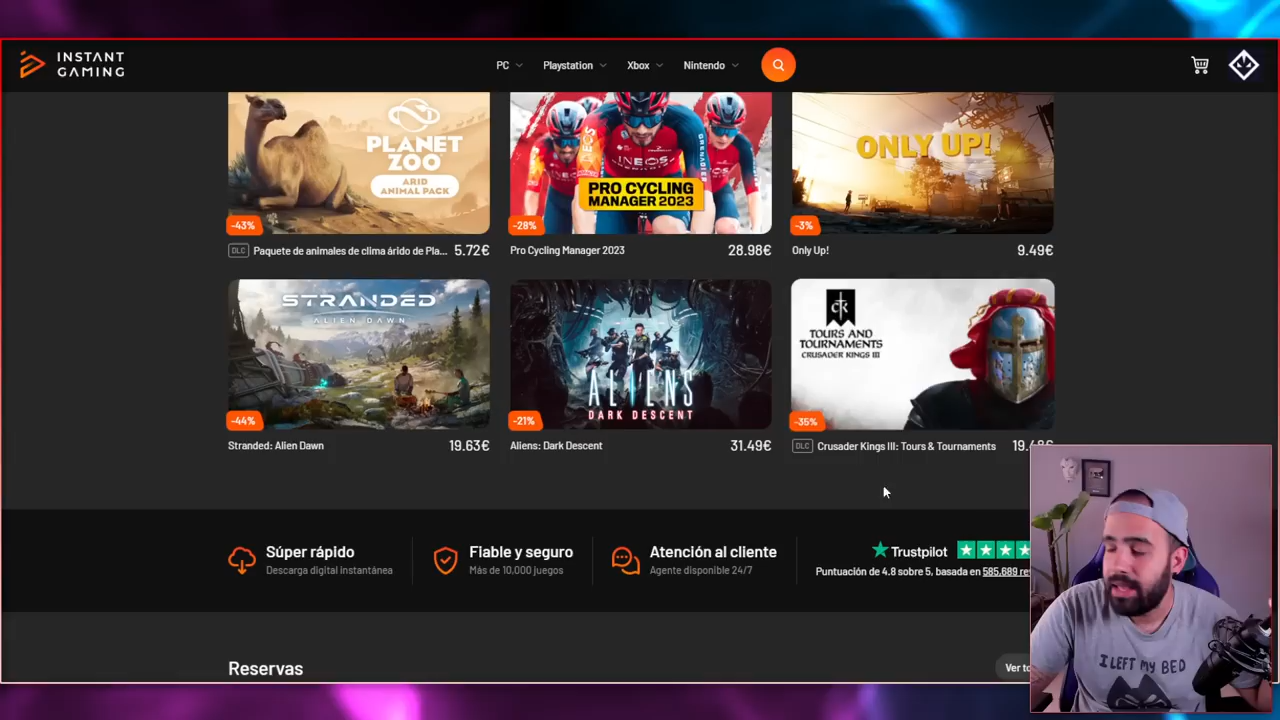 INSTANT
GAMING
PC
Playstation
Xbox
Nintendo
PLANET
ZOO
ARID
ANIMAL PACK
-43%
DLC Paquete de animales de clima árido de Pla... 5.72€
INEOS
PRO CYCLING
MANAGER 2023
-28%
Pro Cycling Manager 2023 28.98€
ONLY UP!
-3%
Only Up! 9.49€
STRANDED
ALIEN DAWN
-44%
Stranded: Alien Dawn 19.63€
ALIENS
DARK DESCENT
-21%
Aliens: Dark Descent 31.49€
TOURS AND
TOURNAMENTS
CRUSADER KINGS III
-35%
DLC Crusader Kings III: Tours & Tournaments
Súper rápido
Descarga digital instantánea
Fiable y seguro
Más de 10,000 juegos
Atención al cliente
Agente disponible 24/7
Trustpilot
Puntuación de 4.8 sobre 5, basada en 585,689 re
Reservas
Ver to
I LEFT MY BED